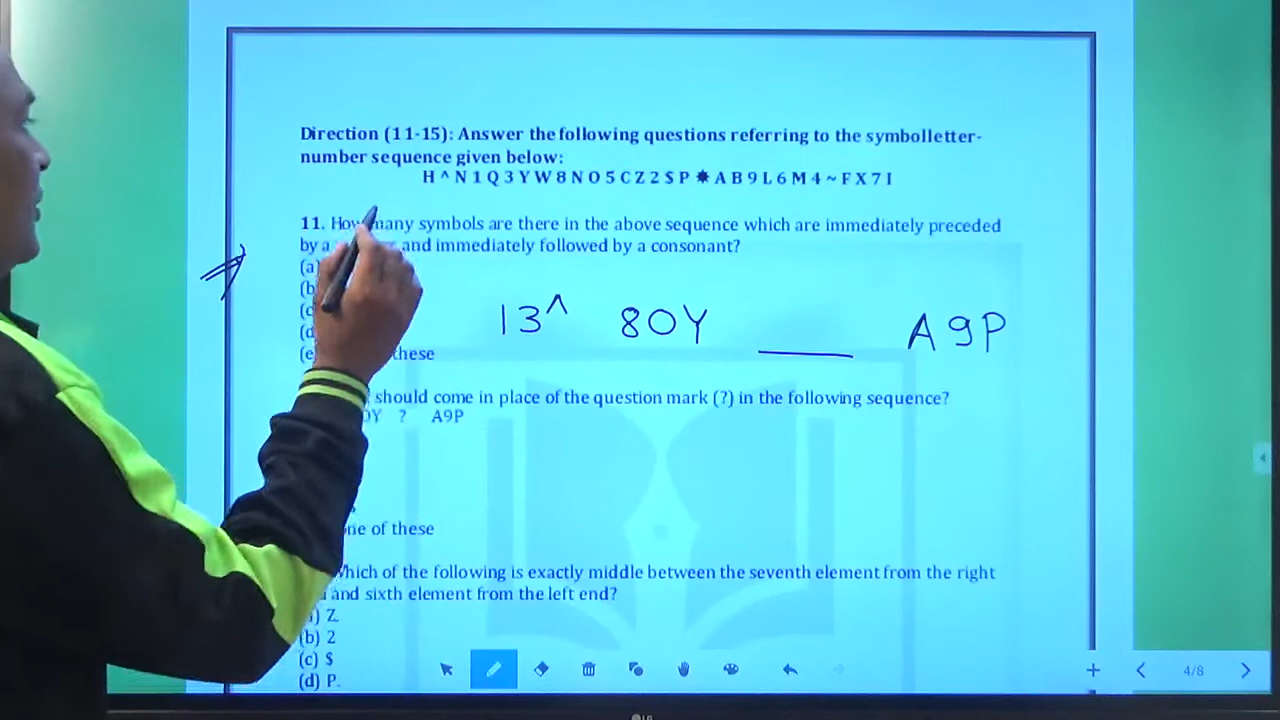 Direction (11-15): Answer the following questions referring to the symbolletter-
number sequence given below:
H ^ N 1 Q 3 Y W 8 N O 5 C Z 2 $ P ✸ A B 9 L 6 M 4 ~ F X 7 I
11. How many symbols are there in the above sequence which are immediately preceded
by a and immediately followed by a consonant?
(a)
(b
(c
(d
(e these
13^ 8OY ___ A9P
should come in place of the question mark (?) in the following sequence?
OY ? A9P
ne of these
Which of the following is exactly middle between the seventh element from the right
and sixth element from the left end?
) Z
(b) 2
(c) $
(d) P.
4/8
LG